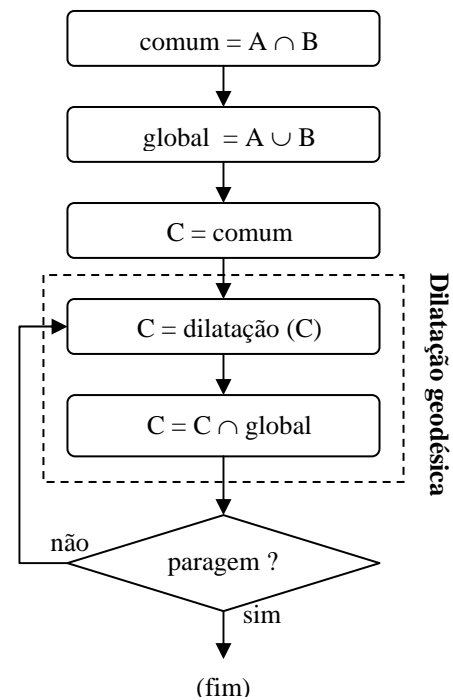 comum = A ∩ B
global = A ∪ B
C = comum
C = dilatação (C)
C = C ∩ global
Dilatação geodésica
não
paragem ?
sim
(fim)